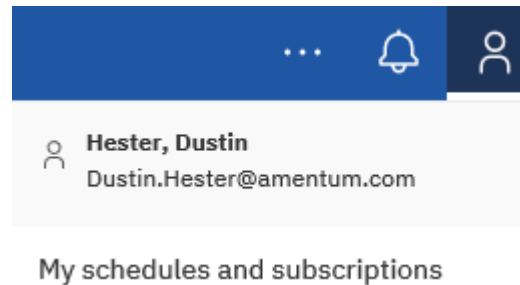 ...
Hester, Dustin
Dustin.Hester@amentum.com
My schedules and subscriptions